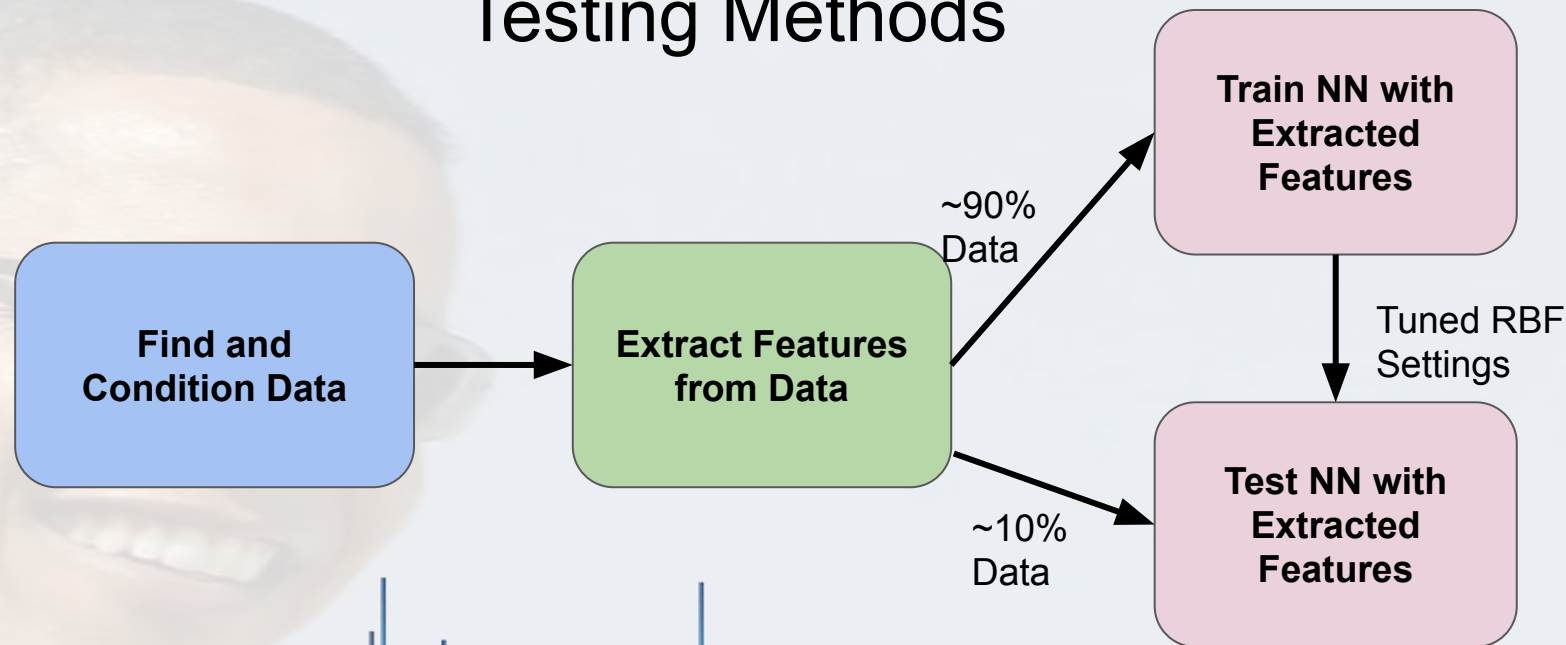 Testing Methods
Train NN with
Extracted
Features
~90%
Data
Find and
Condition Data
Extract Features
from Data
Tuned RBF
Settings
~10%
Data
Test NN with
Extracted
Features